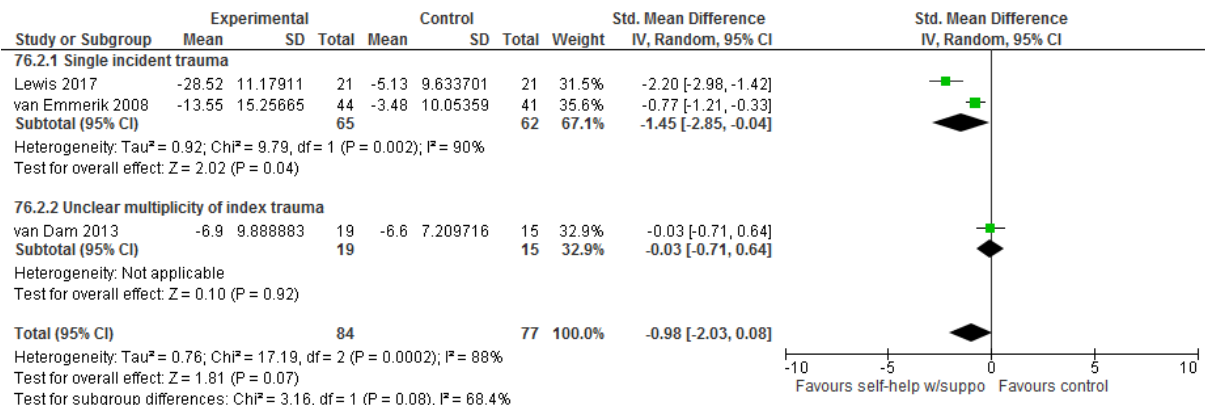 Experimental Control Std. Mean Difference Std. Mean Difference
Study or Subgroup Mean SD Total Mean SD Total Weight IV, Random, 95% CI IV, Random, 95% CI
76.2.1 Single incident trauma
Lewis 2017 -28.52 11.17911 21 -5.13 9.633701 21 31.5% -2.20 [-2.98, -1.42]
van Emmerik 2008 -13.55 15.25665 44 -3.48 10.05359 41 35.6% -0.77 [-1.21, -0.33]
Subtotal (95% CI) 65 62 67.1% -1.45 [-2.85, -0.04]
Heterogeneity: Tau² = 0.92; Chi² = 9.79, df = 1 (P = 0.002); I² = 90%
Test for overall effect: Z = 2.02 (P = 0.04)
76.2.2 Unclear multiplicity of index trauma
van Dam 2013 -6.9 9.888883 19 -6.6 7.209716 15 32.9% -0.03 [-0.71, 0.64]
Subtotal (95% CI) 19 15 32.9% -0.03 [-0.71, 0.64]
Heterogeneity: Not applicable
Test for overall effect: Z = 0.10 (P = 0.92)
Total (95% CI) 84 77 100.0% -0.98 [-2.03, 0.08]
Heterogeneity: Tau² = 0.76; Chi² = 17.19, df = 2 (P = 0.0002); I² = 88%
Test for overall effect: Z = 1.81 (P = 0.07)
Test for subgroup differences: Chi² = 3.16, df = 1 (P = 0.08), I² = 68.4%
-10 -5 0 5 10
Favours self-help w/suppo Favours control